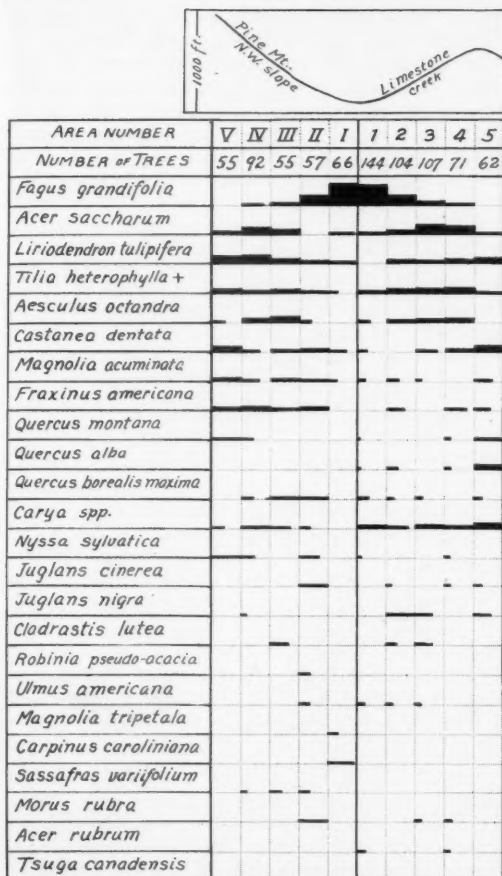 1000 ft.
Pine Mt.
N.W. slope
Limestone
creek
AREA NUMBER V IV III II I 1 2 3 4 5
NUMBER OF TREES 55 92 55 57 66 144 104 107 71 62
Fagus grandifolia
Acer saccharum
Liriodendron tulipifera
Tilia heterophylla +
Aesculus octandra
Castanea dentata
Magnolia acuminata
Fraxinus americana
Quercus montana
Quercus alba
Quercus borealis maxima
Carya spp.
Nyssa sylvatica
Juglans cinerea
Juglans nigra
Clodrastis lutea
Robinia pseudo-acacia
Ulmus americana
Magnolia tripetala
Carpinus caroliniana
Sassafras variifolium
Morus rubra
Acer rubrum
Tsuga canadensis